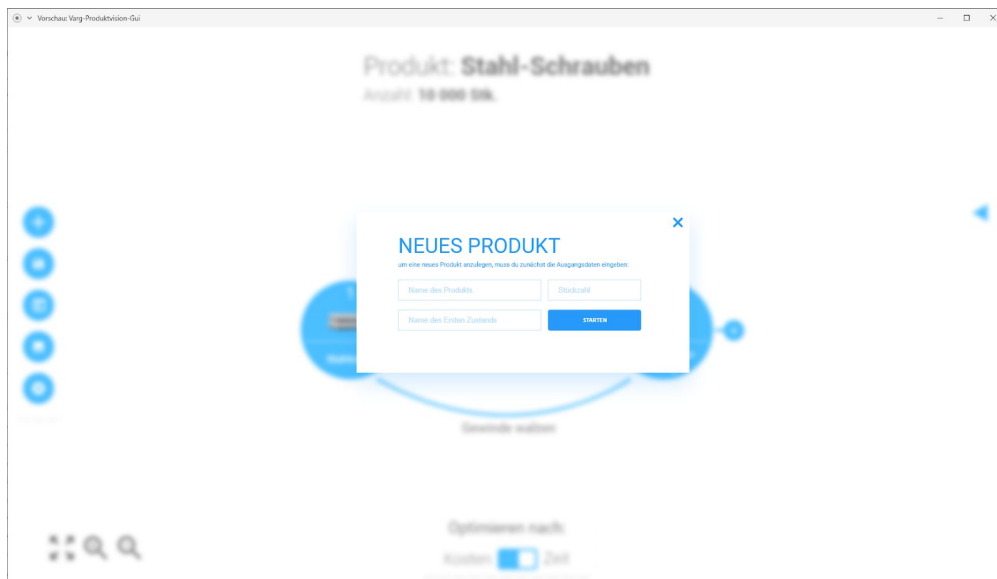 Vorschau: Varg-Produktvision-Gui
Produkt: Stahl-Schrauben
Anzahl: 10 000 Stk.
NEUES PRODUKT
um eine neues Produkt anzulegen, muss du zunächst die Ausgangsdaten eingeben:
Name des Produkts
Stückzahl
Name des Ersten Zustands
STARTEN
Gewinde walzen
Optimieren nach:
Kosten
Zeit